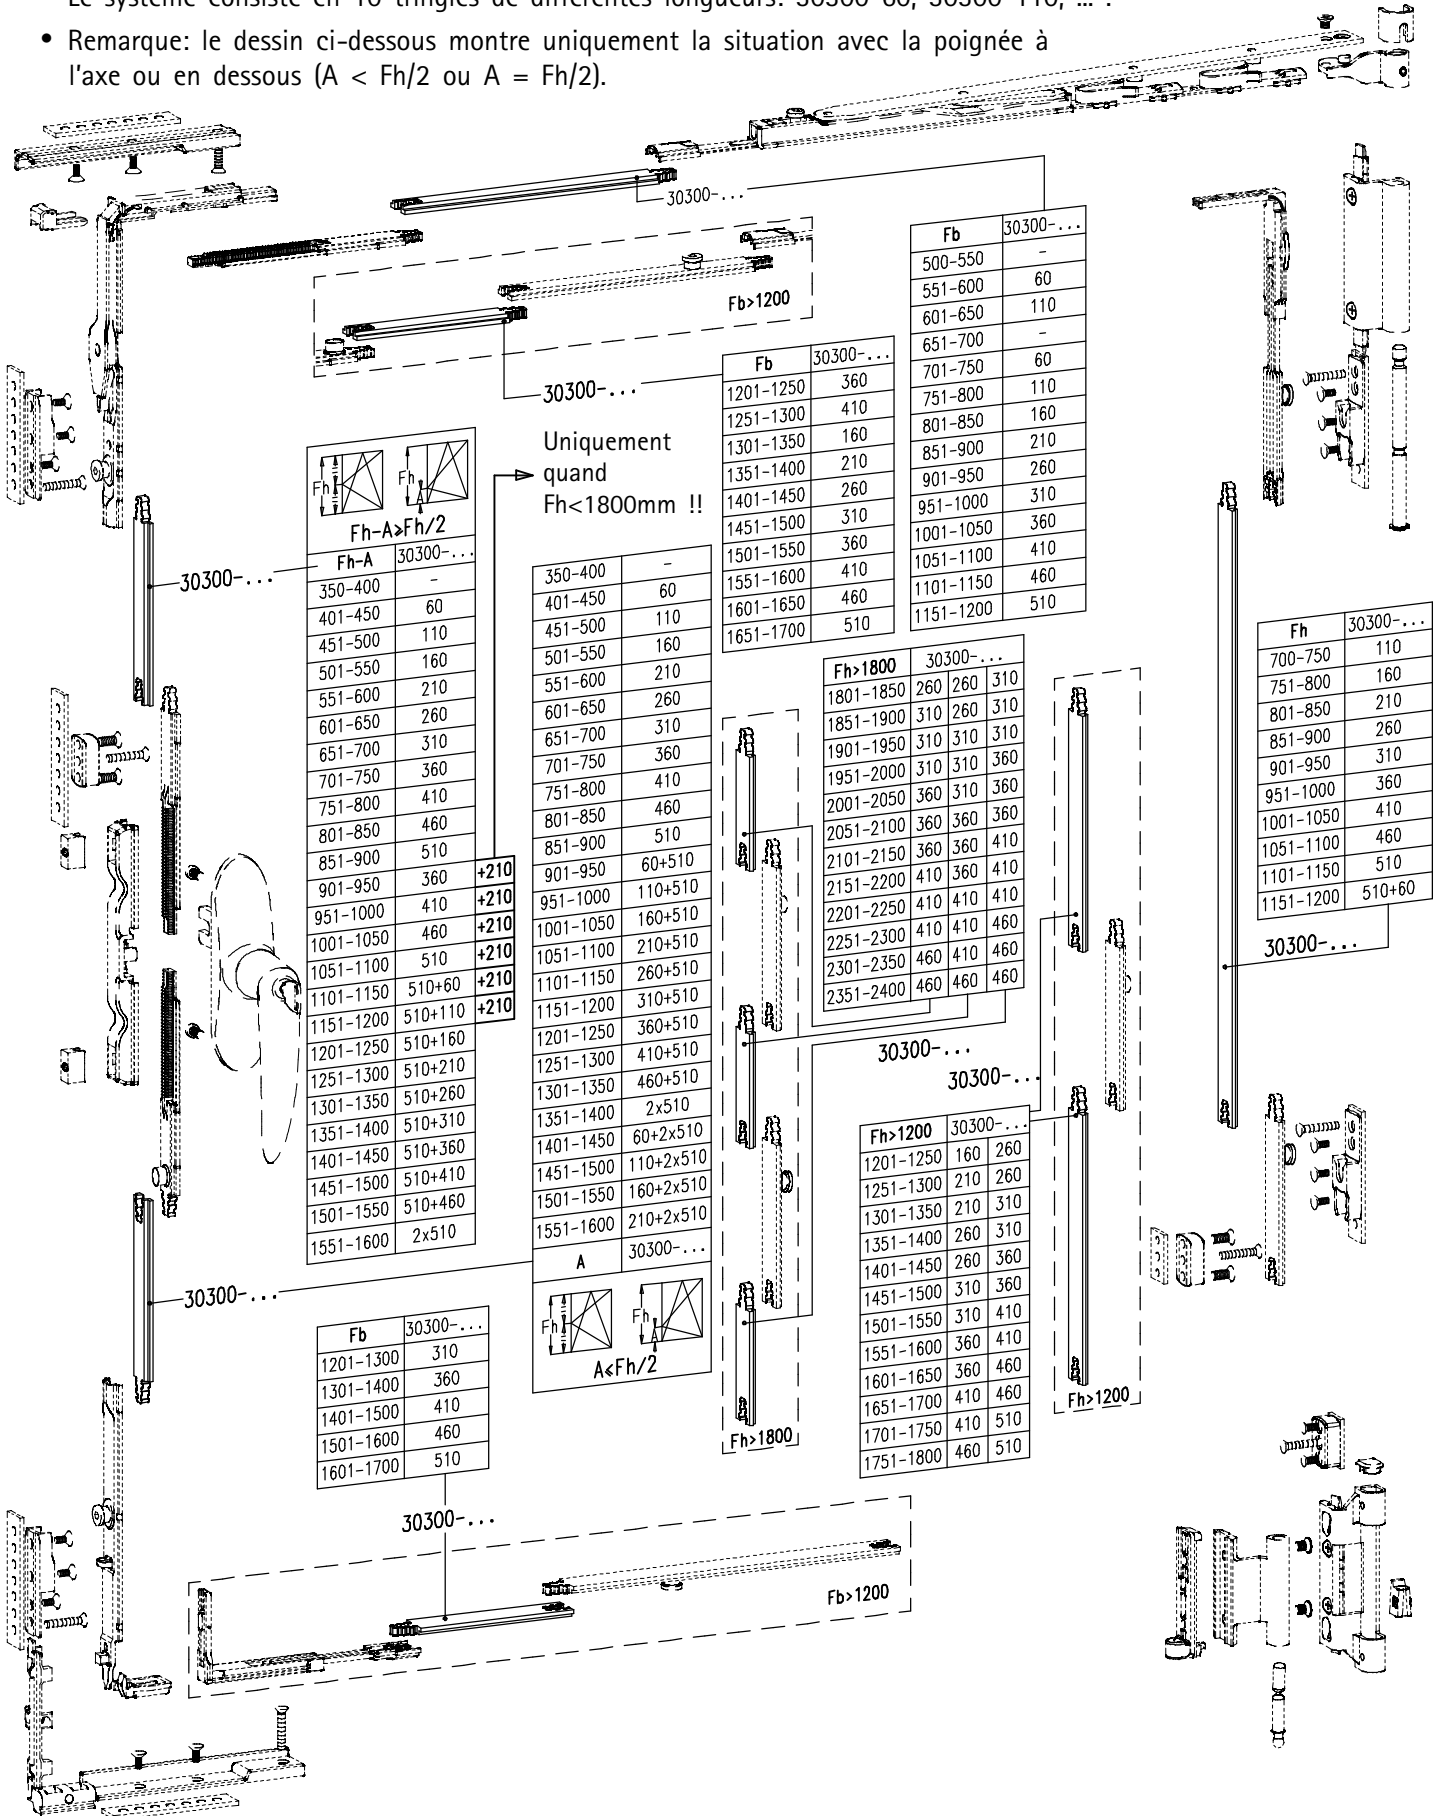 Le système consiste en 10 tringles de différentes longueurs: 30300-60, 30300-110, ... .
• Remarque: le dessin ci-dessous montre uniquement la situation avec la poignée à
l'axe ou en dessous (A < Fh/2 ou A = Fh/2).
30300-...
Fb 30300-...
500-550 -
551-600 60
601-650 110
651-700 -
701-750 60
751-800 110
801-850 160
851-900 210
901-950 260
951-1000 310
1001-1050 360
1051-1100 410
1101-1150 460
1151-1200 510
Fb>1200
30300-...
Fb 30300-...
1201-1250 360
1251-1300 410
1301-1350 160
1351-1400 210
1401-1450 260
1451-1500 310
1501-1550 360
1551-1600 410
1601-1650 460
1651-1700 510
Uniquement
quand
Fh<1800mm !!
Fh
Fh A
Fh-A≥Fh/2
Fh-A 30300-...
350-400 -
401-450 60
451-500 110
501-550 160
551-600 210
601-650 260
651-700 310
701-750 360
751-800 410
801-850 460
851-900 510
901-950 360 +210
951-1000 410 +210
1001-1050 460 +210
1051-1100 510 +210
1101-1150 510+60 +210
1151-1200 510+110 +210
1201-1250 510+160
1251-1300 510+210
1301-1350 510+260
1351-1400 510+310
1401-1450 510+360
1451-1500 510+410
1501-1550 510+460
1551-1600 2x510
30300-...
350-400 -
401-450 60
451-500 110
501-550 160
551-600 210
601-650 260
651-700 310
701-750 360
751-800 410
801-850 460
851-900 510
901-950 60+510
951-1000 110+510
1001-1050 160+510
1051-1100 210+510
1101-1150 260+510
1151-1200 310+510
1201-1250 360+510
1251-1300 410+510
1301-1350 460+510
1351-1400 2x510
1401-1450 60+2x510
1451-1500 110+2x510
1501-1550 160+2x510
1551-1600 210+2x510
A 30300-...
Fh
Fh A
A≤Fh/2
30300-...
Fh>1800 30300-...
1801-1850 260 260 310
1851-1900 310 260 310
1901-1950 310 310 310
1951-2000 310 310 360
2001-2050 360 310 360
2051-2100 360 360 360
2101-2150 360 360 410
2151-2200 410 360 410
2201-2250 410 410 410
2251-2300 410 410 460
2301-2350 460 410 460
2351-2400 460 460 460
30300-...
Fh>1800
30300-...
Fh>1200 30300-...
1201-1250 160 260
1251-1300 210 260
1301-1350 210 310
1351-1400 260 310
1401-1450 260 360
1451-1500 310 360
1501-1550 310 410
1551-1600 360 410
1601-1650 360 460
1651-1700 410 460
1701-1750 410 510
1751-1800 460 510
Fh>1200
Fh 30300-...
700-750 110
751-800 160
801-850 210
851-900 260
901-950 310
951-1000 360
1001-1050 410
1051-1100 460
1101-1150 510
1151-1200 510+60
30300-...
Fb 30300-...
1201-1300 310
1301-1400 360
1401-1500 410
1501-1600 460
1601-1700 510
30300-...
Fb>1200